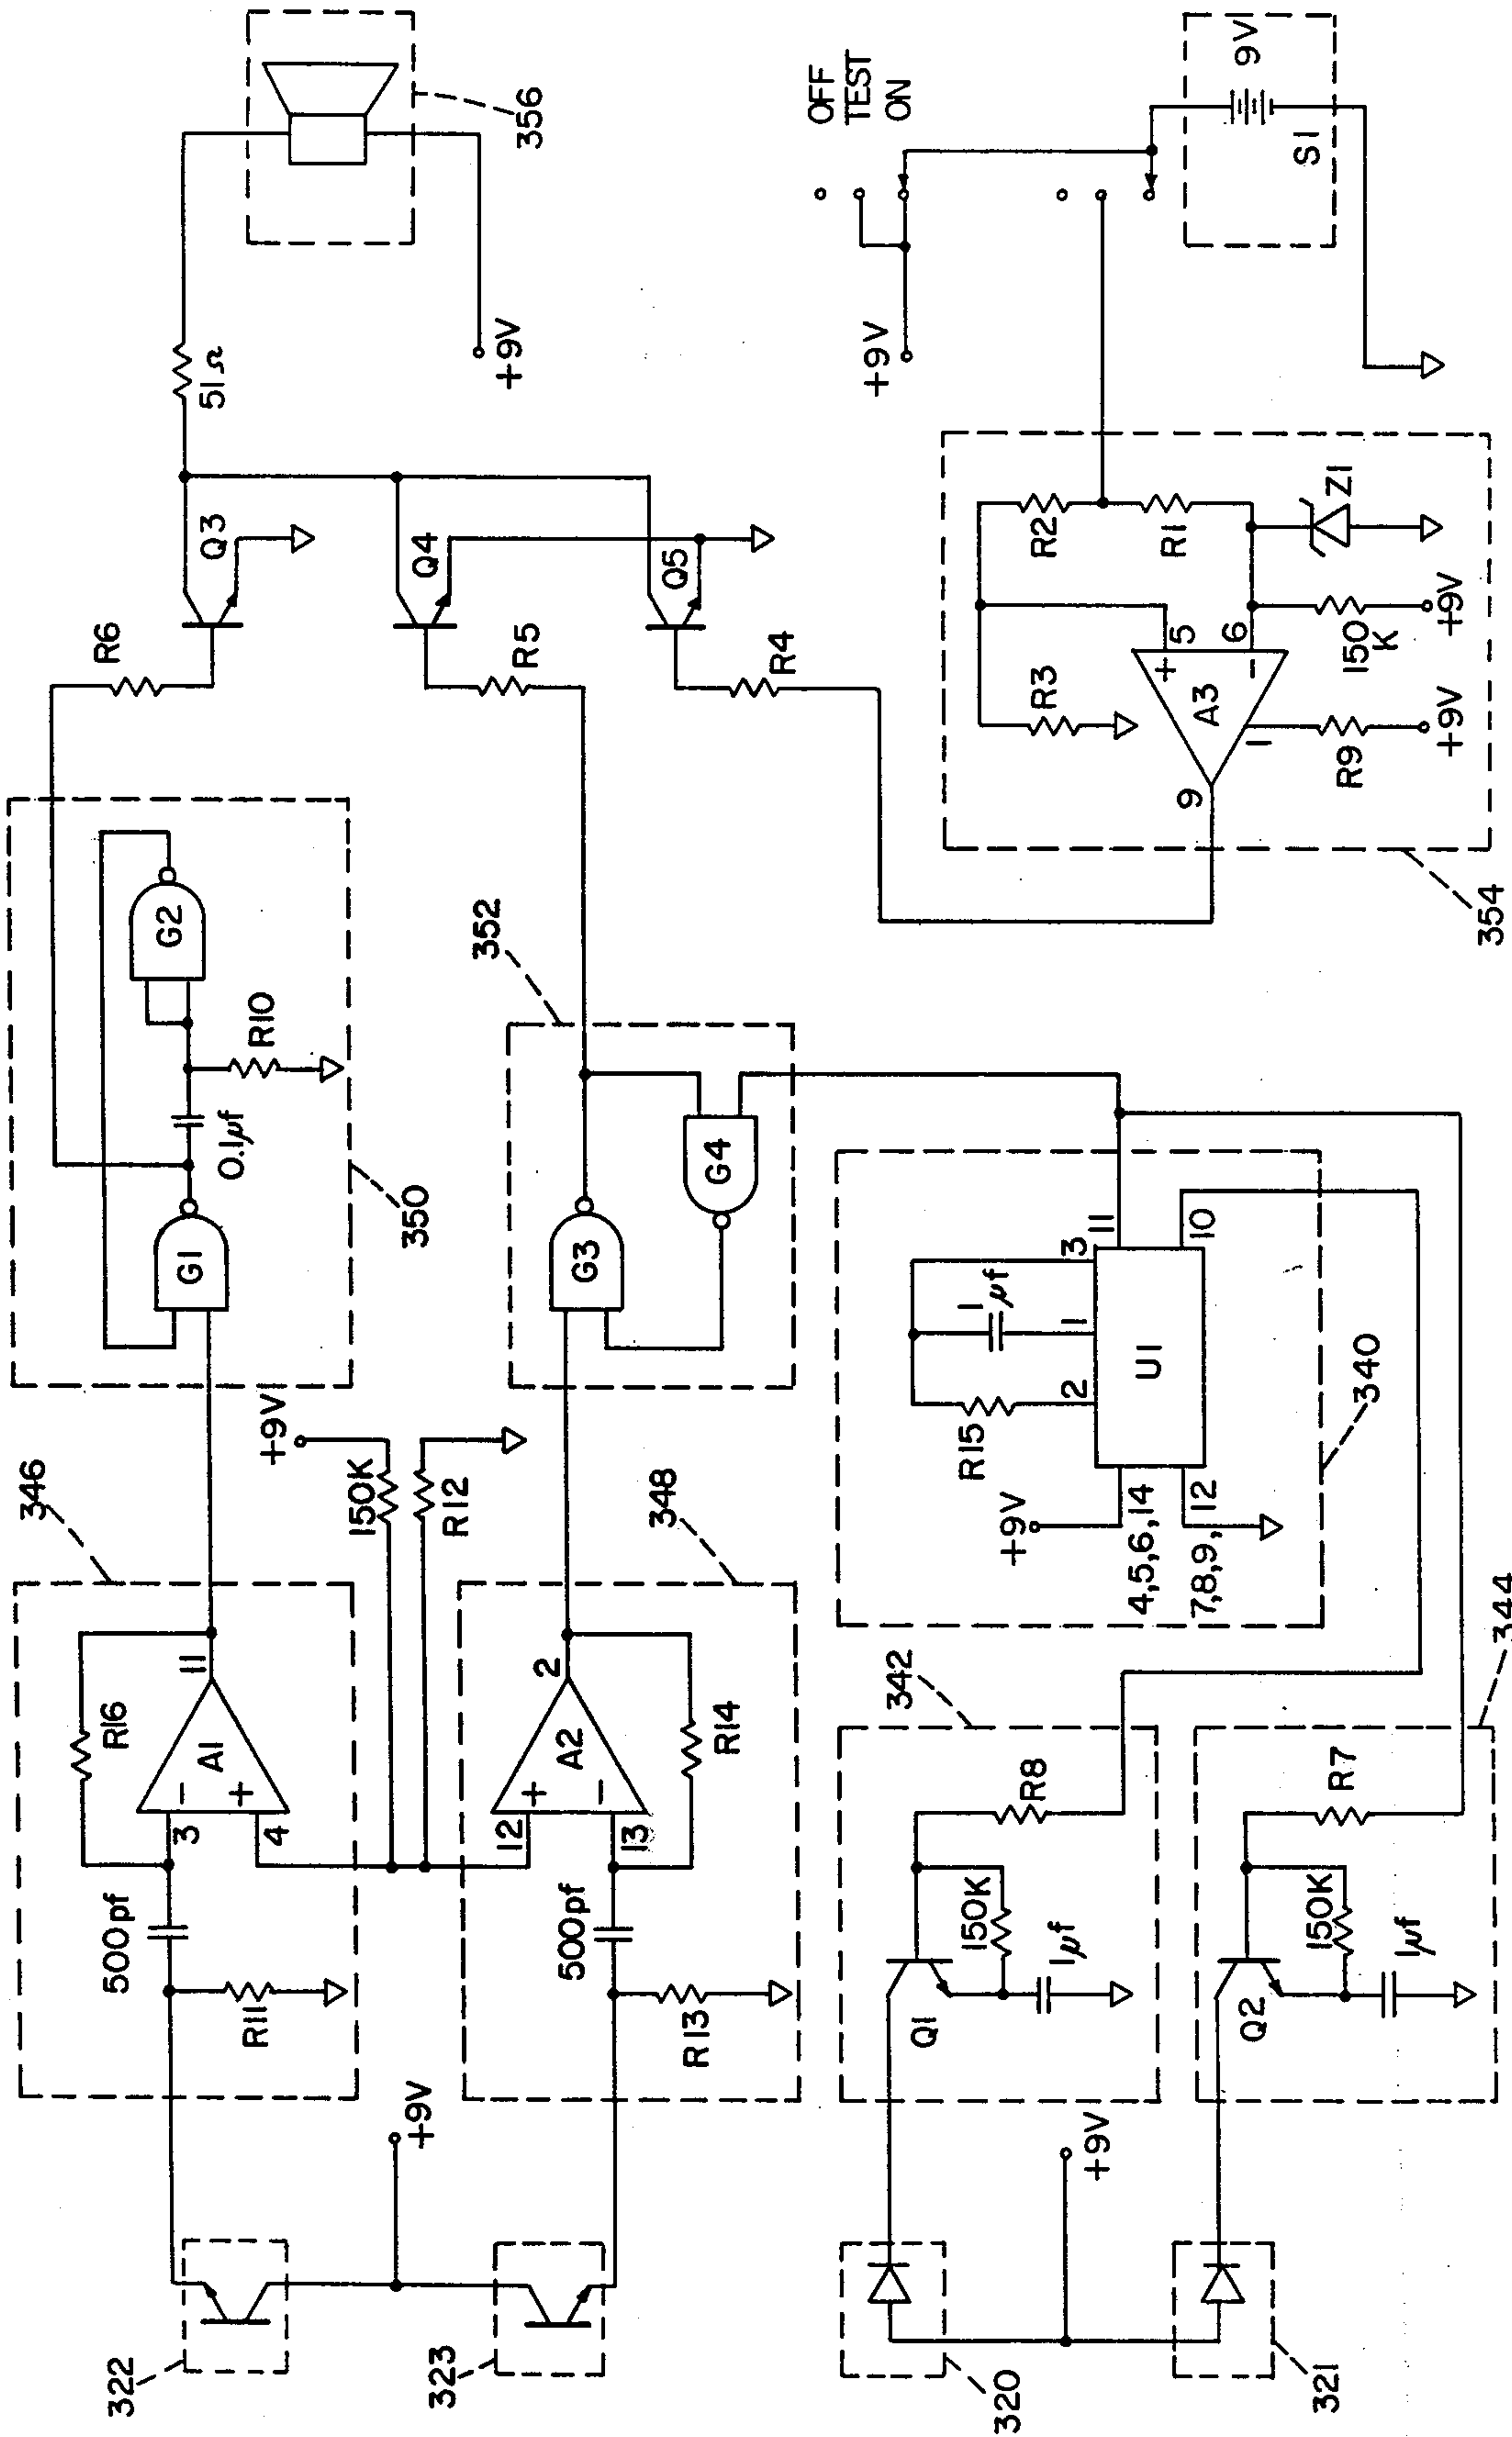 322
323
320
321
+9V
+9V
346
500pf
R11
3
4
−
+
A1
R16
11
+9V
150K
R12
348
500pf
R13
12
13
+
−
A2
2
R14
342
Q1
150K
1μf
R8
344
Q2
150K
1μf
R7
350
G1
0.1μf
R10
G2
352
G3
G4
340
+9V
4,5,6,14
7,8,9,12
R15
2
1
3
1
μf
U1
11
10
R6
Q3
Q4
R5
Q5
R4
51Ω
356
+9V
354
9
A3
+
−
5
6
1
R3
R2
R1
Z1
R9
+9V
150
K
+9V
+9V
OFF
TEST
ON
S1
9V